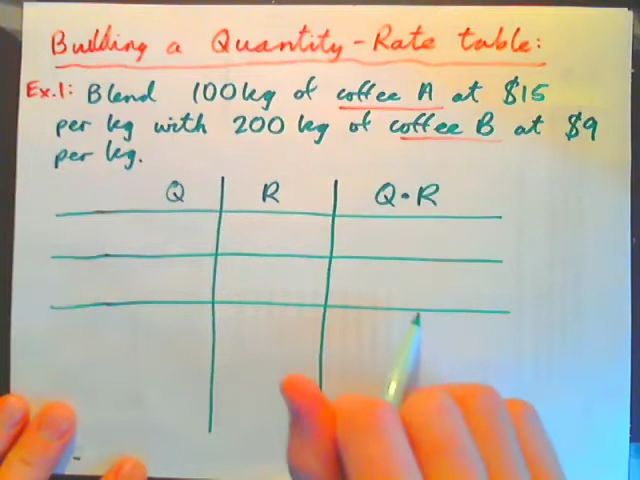 Building a Quantity-Rate table:
Ex.1: Blend 100kg of coffee A at $15
per kg with 200 kg of coffee B at $9
per kg.
Q R Q•R